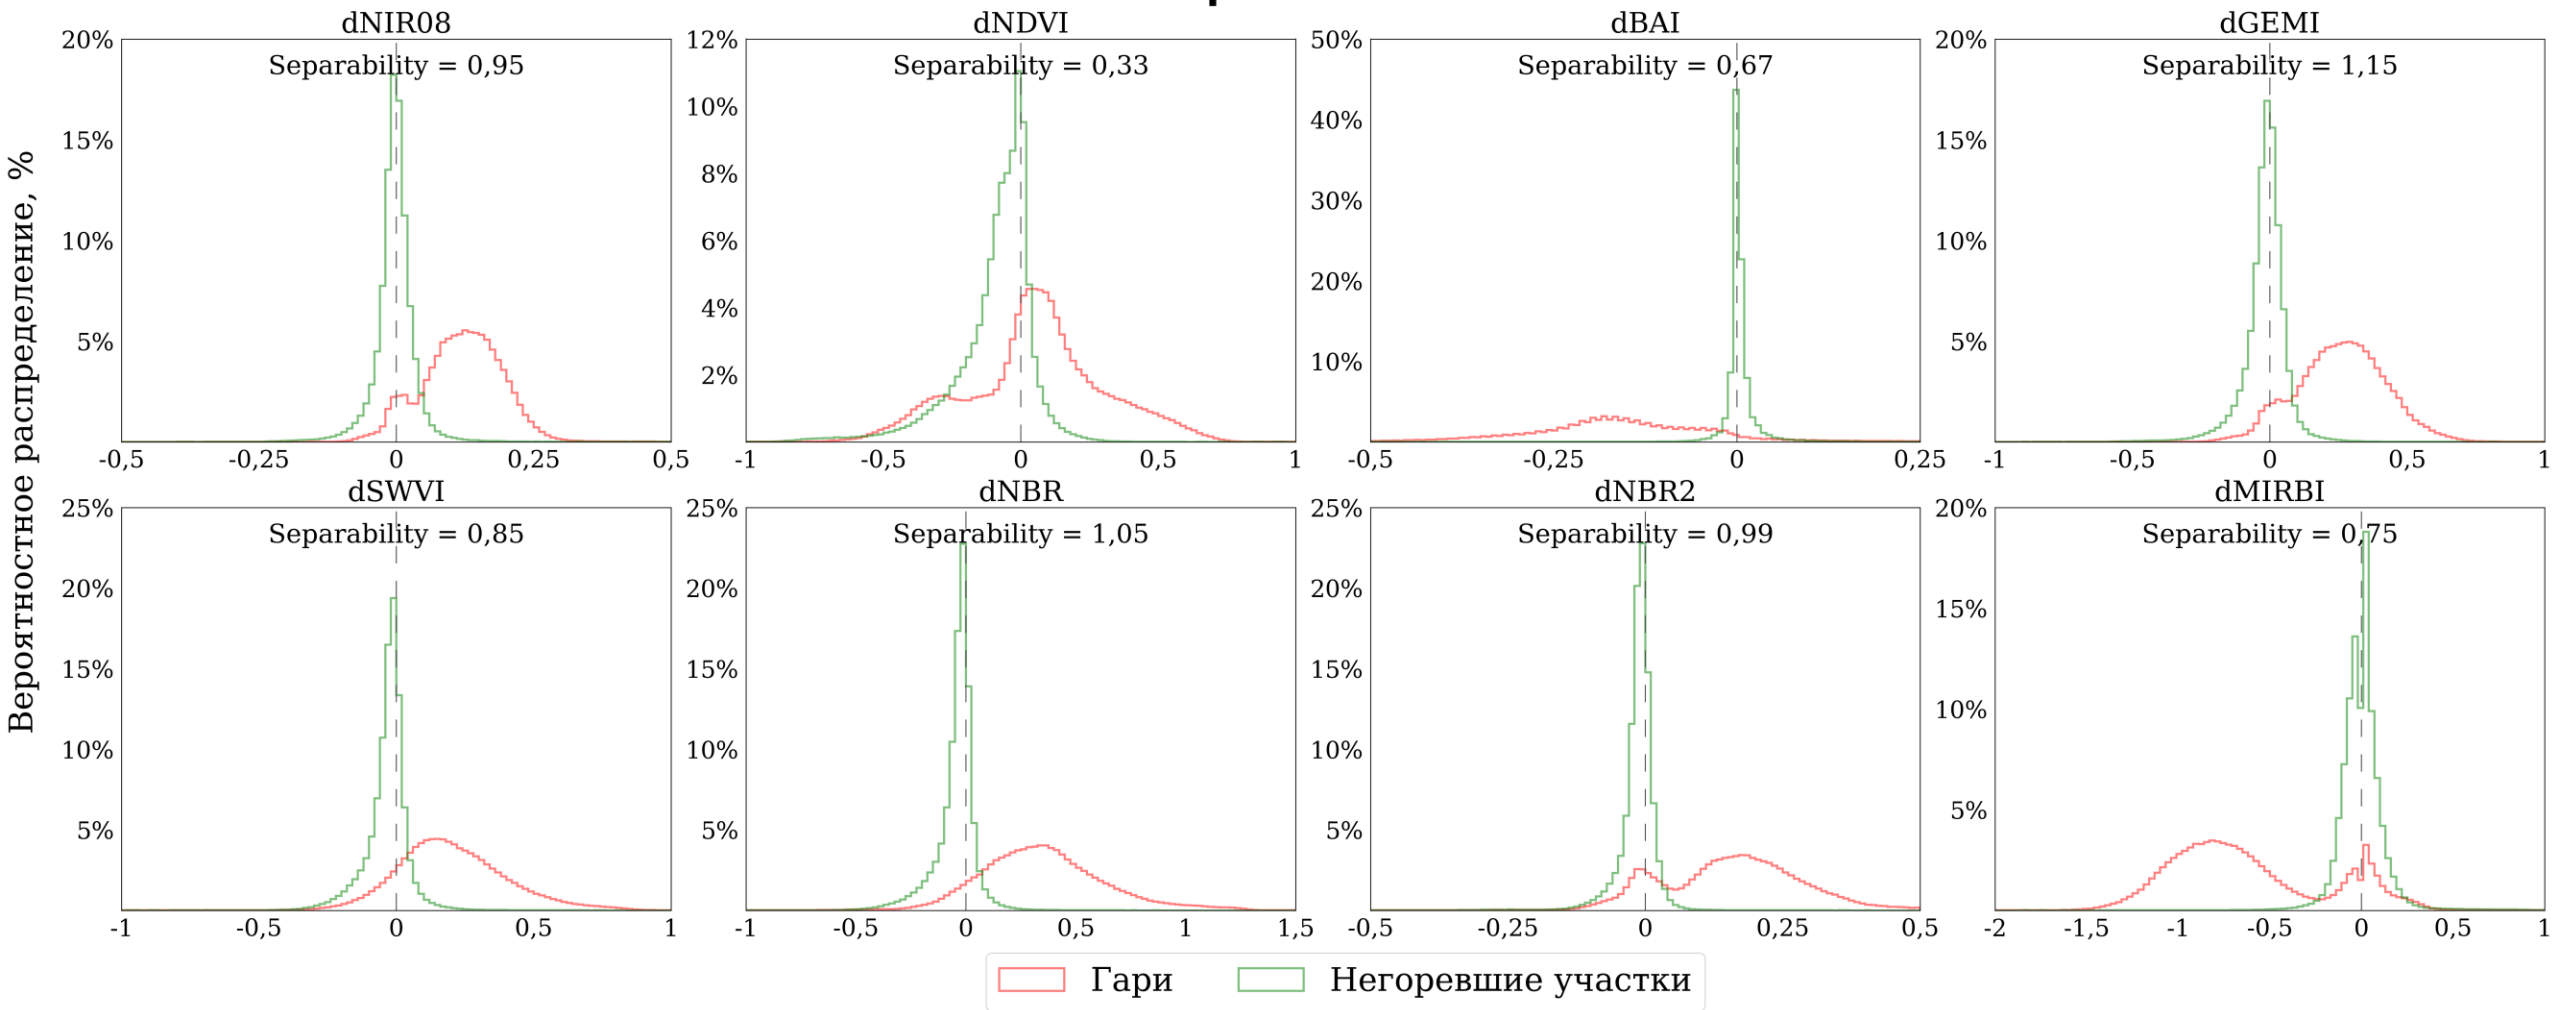 Вероятностное распределение, %
dNIR08
Separability = 0,95
20%
15%
10%
5%
-0,5 -0,25 0 0,25 0,5
dNDVI
Separability = 0,33
12%
10%
8%
6%
4%
2%
-1 -0,5 0 0,5 1
dBAI
Separability = 0,67
50%
40%
30%
20%
10%
-0,5 -0,25 0 0,25
dGEMI
Separability = 1,15
20%
15%
10%
5%
-1 -0,5 0 0,5 1
dSWVI
Separability = 0,85
25%
20%
15%
10%
5%
-1 -0,5 0 0,5 1
dNBR
Separability = 1,05
25%
20%
15%
10%
5%
-1 -0,5 0 0,5 1 1,5
dNBR2
Separability = 0,99
25%
20%
15%
10%
5%
-0,5 -0,25 0 0,25 0,5
dMIRBI
Separability = 0,75
20%
15%
10%
5%
-2 -1,5 -1 -0,5 0 0,5 1
Гари Негоревшие участки